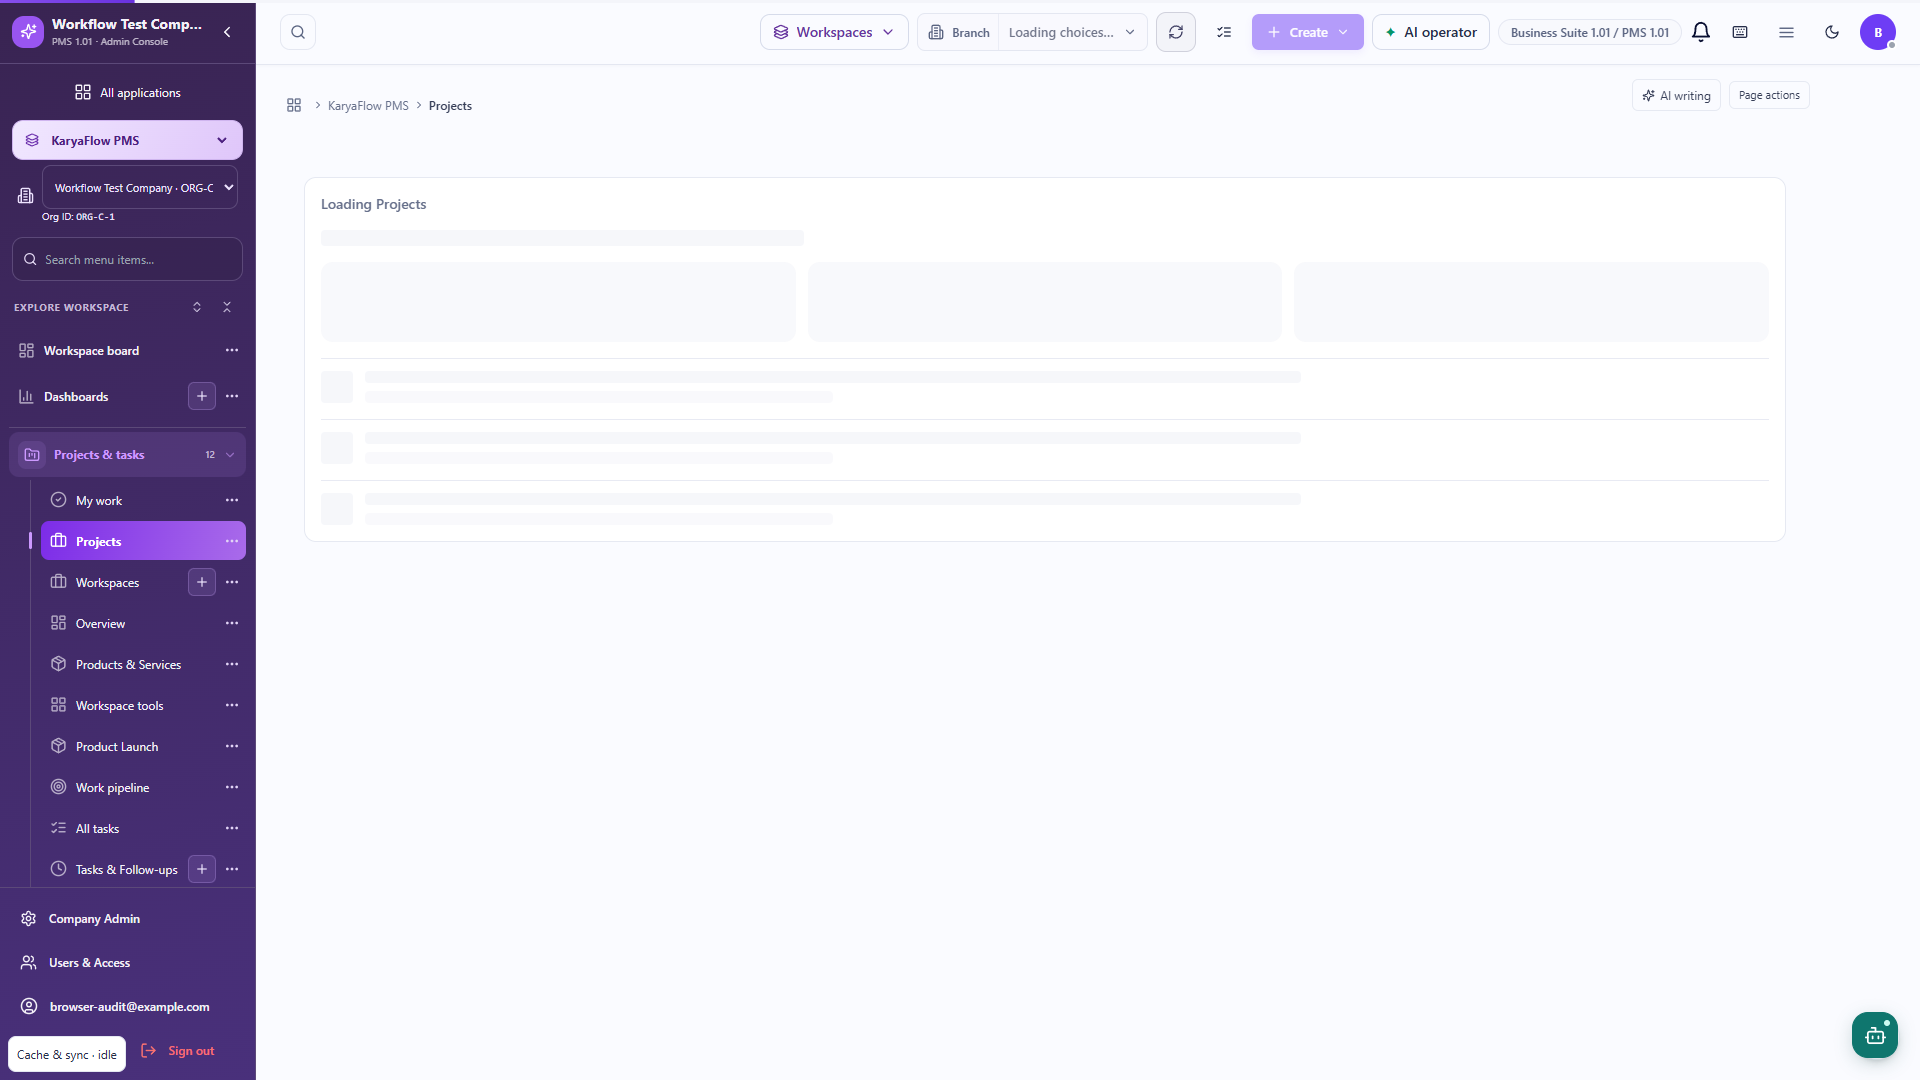 Workflow Test Comp...
PMS 1.01 · Admin Console
All applications
KaryaFlow PMS
Workflow Test Company · ORG-C
Org ID: ORG-C-1
Search menu items...
EXPLORE WORKSPACE
Workspace board
Dashboards
Projects & tasks 12
My work
Projects
Workspaces
Overview
Products & Services
Workspace tools
Product Launch
Work pipeline
All tasks
Tasks & Follow-ups
Company Admin
Users & Access
browser-audit@example.com
Cache & sync · idle
Sign out
Workspaces
Branch
Loading choices...
Create
AI operator
Business Suite 1.01 / PMS 1.01
B
KaryaFlow PMS
Projects
AI writing
Page actions
Loading Projects